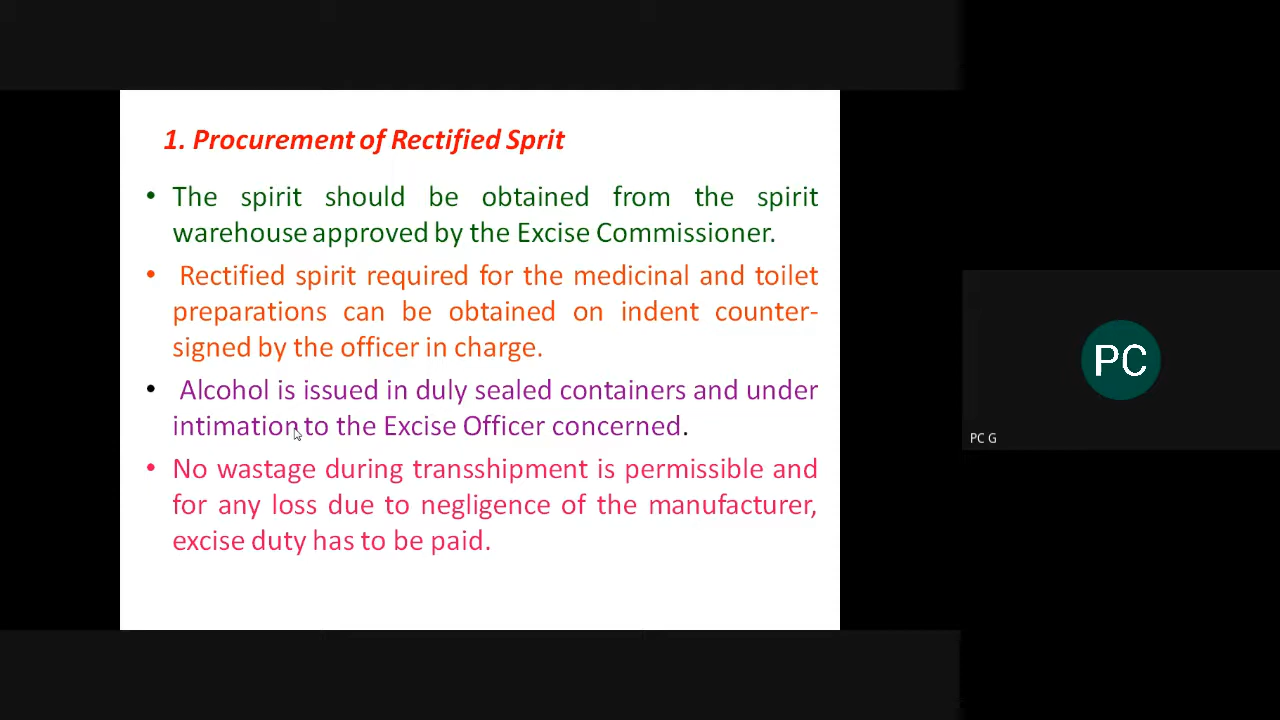 1. Procurement of Rectified Sprit
• The spirit should be obtained from the spirit
warehouse approved by the Excise Commissioner.
• Rectified spirit required for the medicinal and toilet
preparations can be obtained on indent counter-
signed by the officer in charge.
• Alcohol is issued in duly sealed containers and under
intimation to the Excise Officer concerned.
• No wastage during transshipment is permissible and
for any loss due to negligence of the manufacturer,
excise duty has to be paid.
PC
PC G